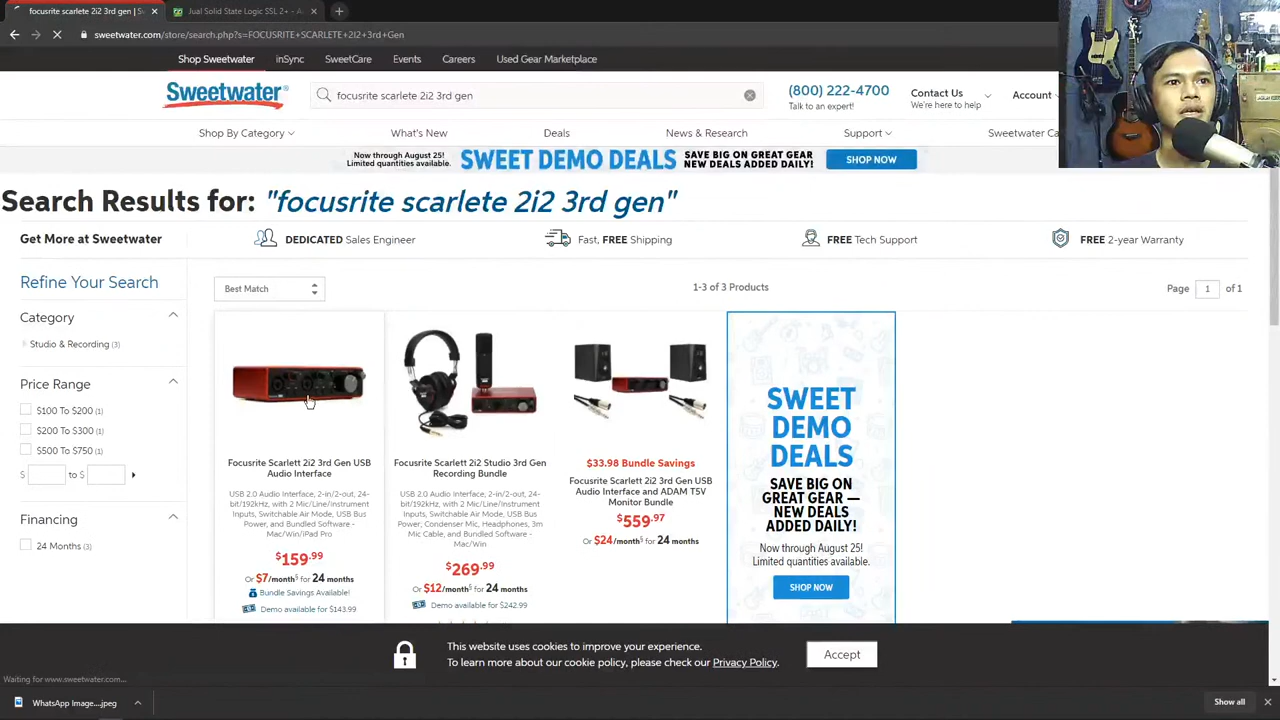 focusrite scarlete 2i2 3rd gen | S
Jual Solid State Logic SSL 2+ - A
sweetwater.com/store/search.php?s=FOCUSRITE+SCARLETE+2I2+3rd+Gen
Shop Sweetwater
inSync
SweetCare
Events
Careers
Used Gear Marketplace
Sweetwater
focusrite scarlete 2i2 3rd gen
(800) 222-4700
Talk to an expert!
Contact Us
We're here to help
Account
Shop By Category
What's New
Deals
News & Research
Support
Sweetwater Ca
Now through August 25!
Limited quantities available.
SWEET DEMO DEALS
SAVE BIG ON GREAT GEAR
NEW DEALS ADDED DAILY!
SHOP NOW
Search Results for: "focusrite scarlete 2i2 3rd gen"
Get More at Sweetwater
DEDICATED Sales Engineer
Fast, FREE Shipping
FREE Tech Support
FREE 2-year Warranty
Refine Your Search
Best Match
1-3 of 3 Products
Page 1 of 1
Category
Studio & Recording (3)
Price Range
$100 To $200 (1)
$200 To $300 (1)
$500 To $750 (1)
$ to $
Financing
24 Months (3)
Focusrite Scarlett 2i2 3rd Gen USB
Audio Interface
USB 2.0 Audio Interface, 2-in/2-out, 24-
bit/192kHz, with 2 Mic/Line/Instrument
Inputs, Switchable Air Mode, USB Bus
Power, and Bundled Software -
Mac/Win/iPad Pro
$159.99
Or $7/month§ for 24 months
Bundle Savings Available!
Demo available for $143.99
Focusrite Scarlett 2i2 Studio 3rd Gen
Recording Bundle
USB 2.0 Audio Interface, 2-in/2-out, 24-
bit/192kHz, with 2 Mic/Line/Instrument
Inputs, Switchable Air Mode, USB Bus
Power, Condenser Mic, Headphones, 3m
Mic Cable, and Bundled Software -
Mac/Win
$269.99
Or $12/month§ for 24 months
Demo available for $242.99
$33.98 Bundle Savings
Focusrite Scarlett 2i2 3rd Gen USB
Audio Interface and ADAM T5V
Monitor Bundle
$559.97
Or $24/month§ for 24 months
SWEET
DEMO
DEALS
SAVE BIG ON
GREAT GEAR —
NEW DEALS
ADDED DAILY!
Now through August 25!
Limited quantities available.
SHOP NOW
This website uses cookies to improve your experience.
To learn more about our cookie policy, please check our Privacy Policy.
Accept
Waiting for www.sweetwater.com...
WhatsApp Image....jpeg
Show all